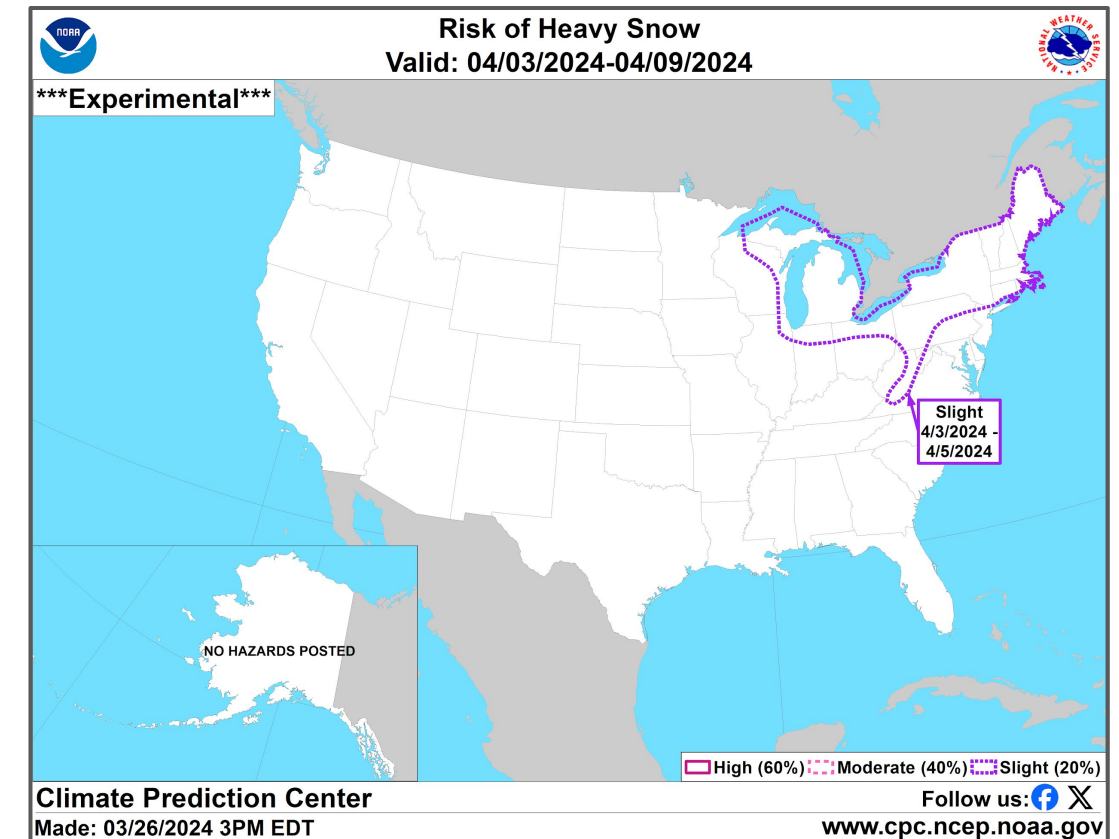 NOAA
Risk of Heavy Snow
Valid: 04/03/2024-04/09/2024
NATIONAL WEATHER SERVICE
***Experimental***
Slight
4/3/2024 -
4/5/2024
NO HAZARDS POSTED
High (60%) Moderate (40%) Slight (20%)
Climate Prediction Center
Follow us:
Made: 03/26/2024 3PM EDT
www.cpc.ncep.noaa.gov